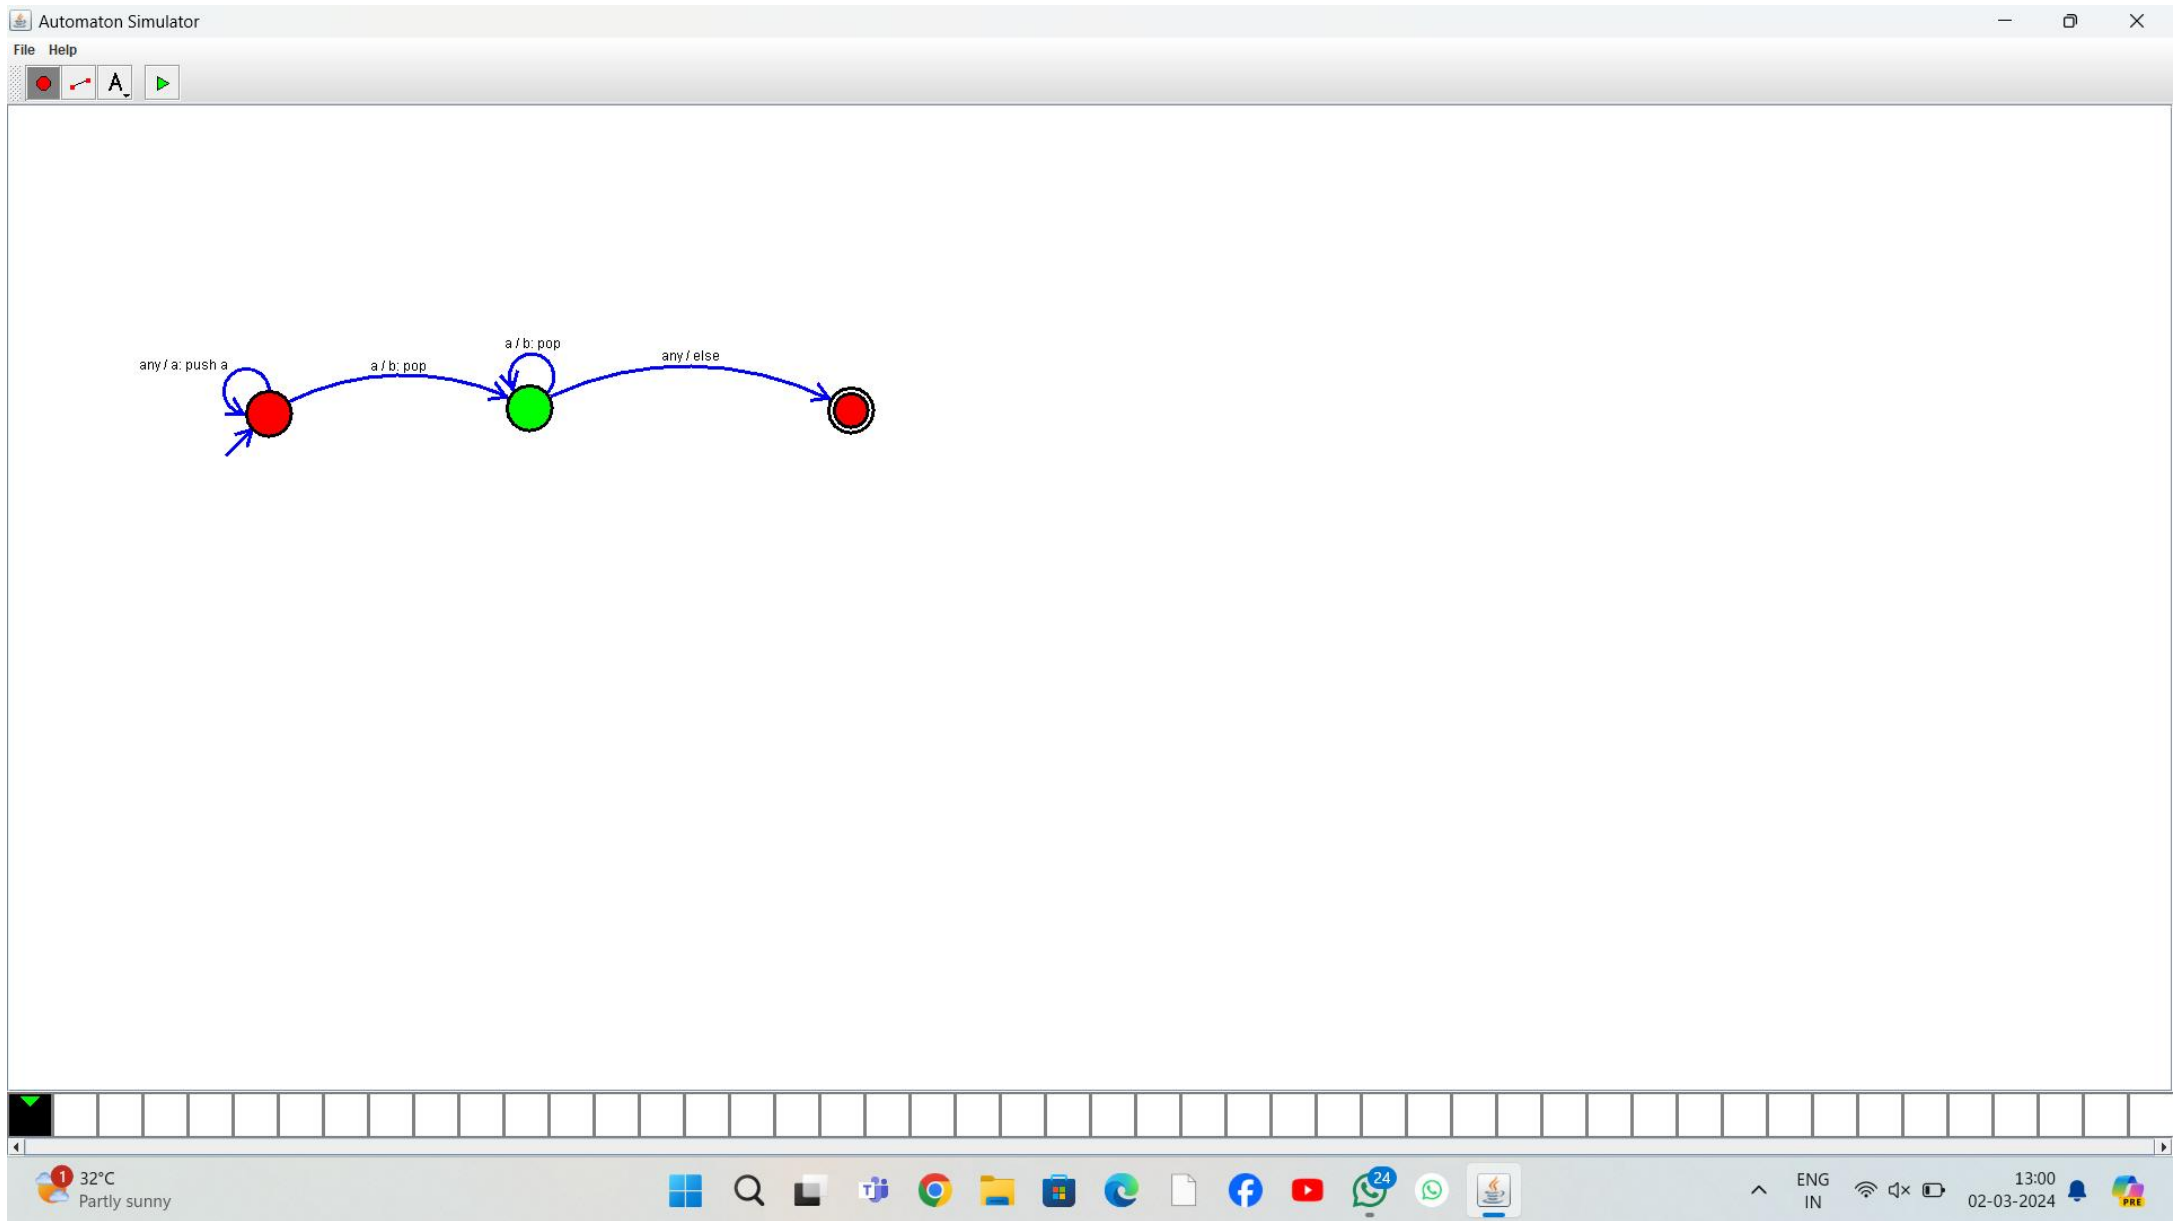 Automaton Simulator
File Help
A
a / b: pop
any / else
any / a: push a
a / b: pop
1
32°C
Partly sunny
24
ENG
IN
13:00
02-03-2024
PRE